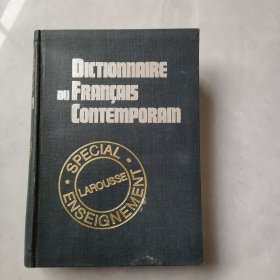 DICTIONNAIRE
DU FRANÇAIS
CONTEMPORAIN
SPECIAL
LAROUSSE
ENSEIGNEMENT